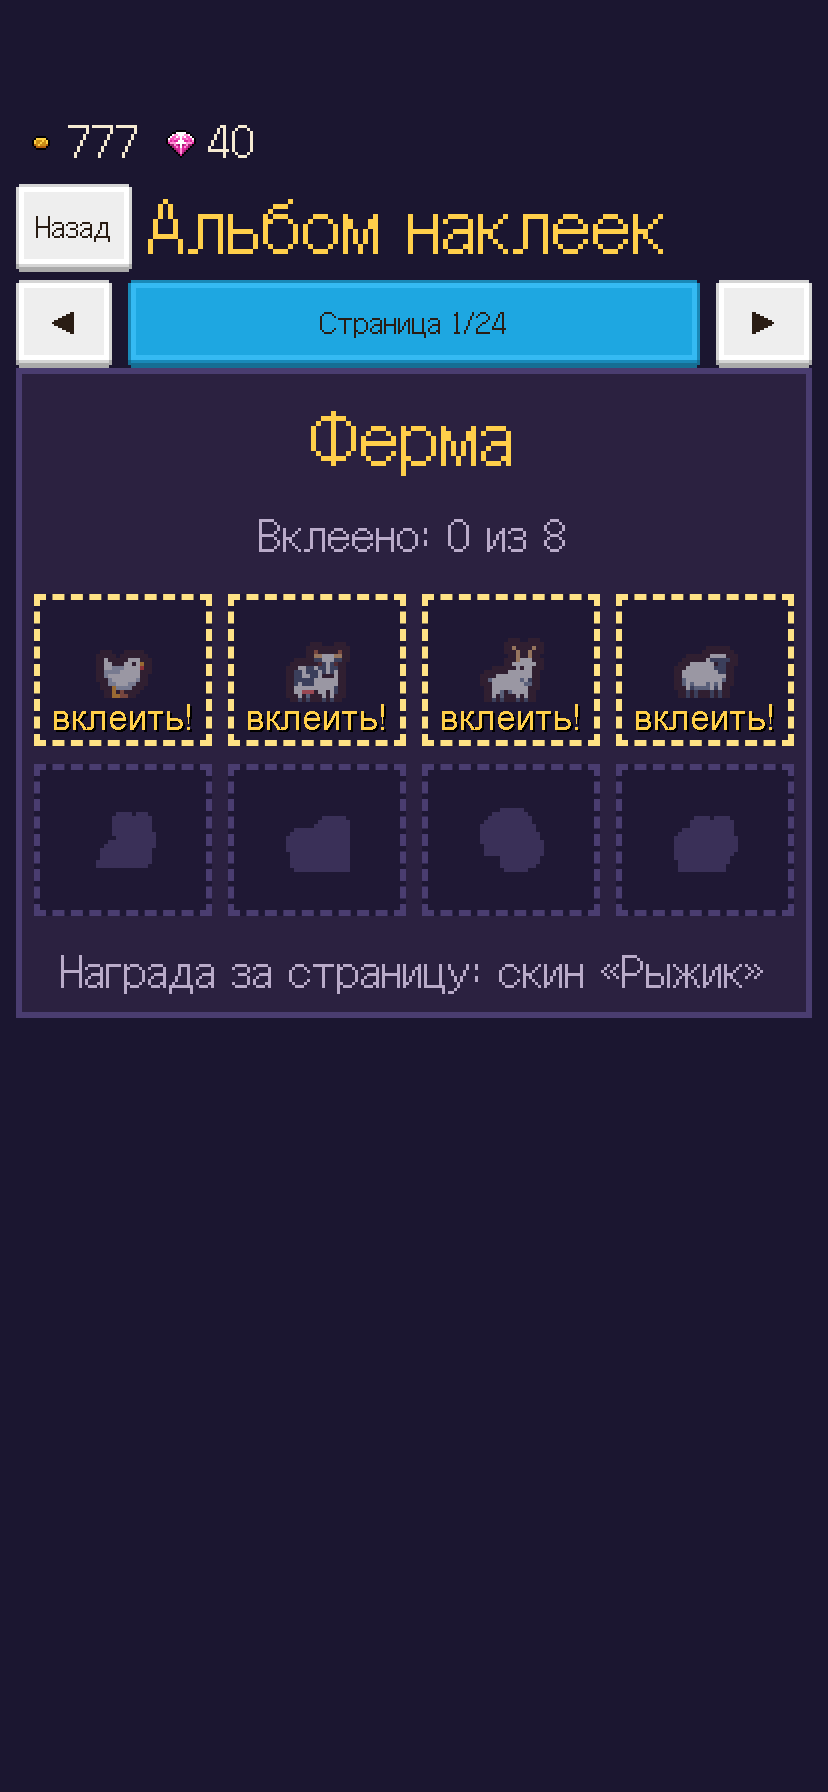 777 40
Назад Альбом наклеек
◀ Страница 1/24 ▶
Ферма
Вклеено: 0 из 8
вклеить! вклеить! вклеить! вклеить!
Награда за страницу: скин «Рыжик»